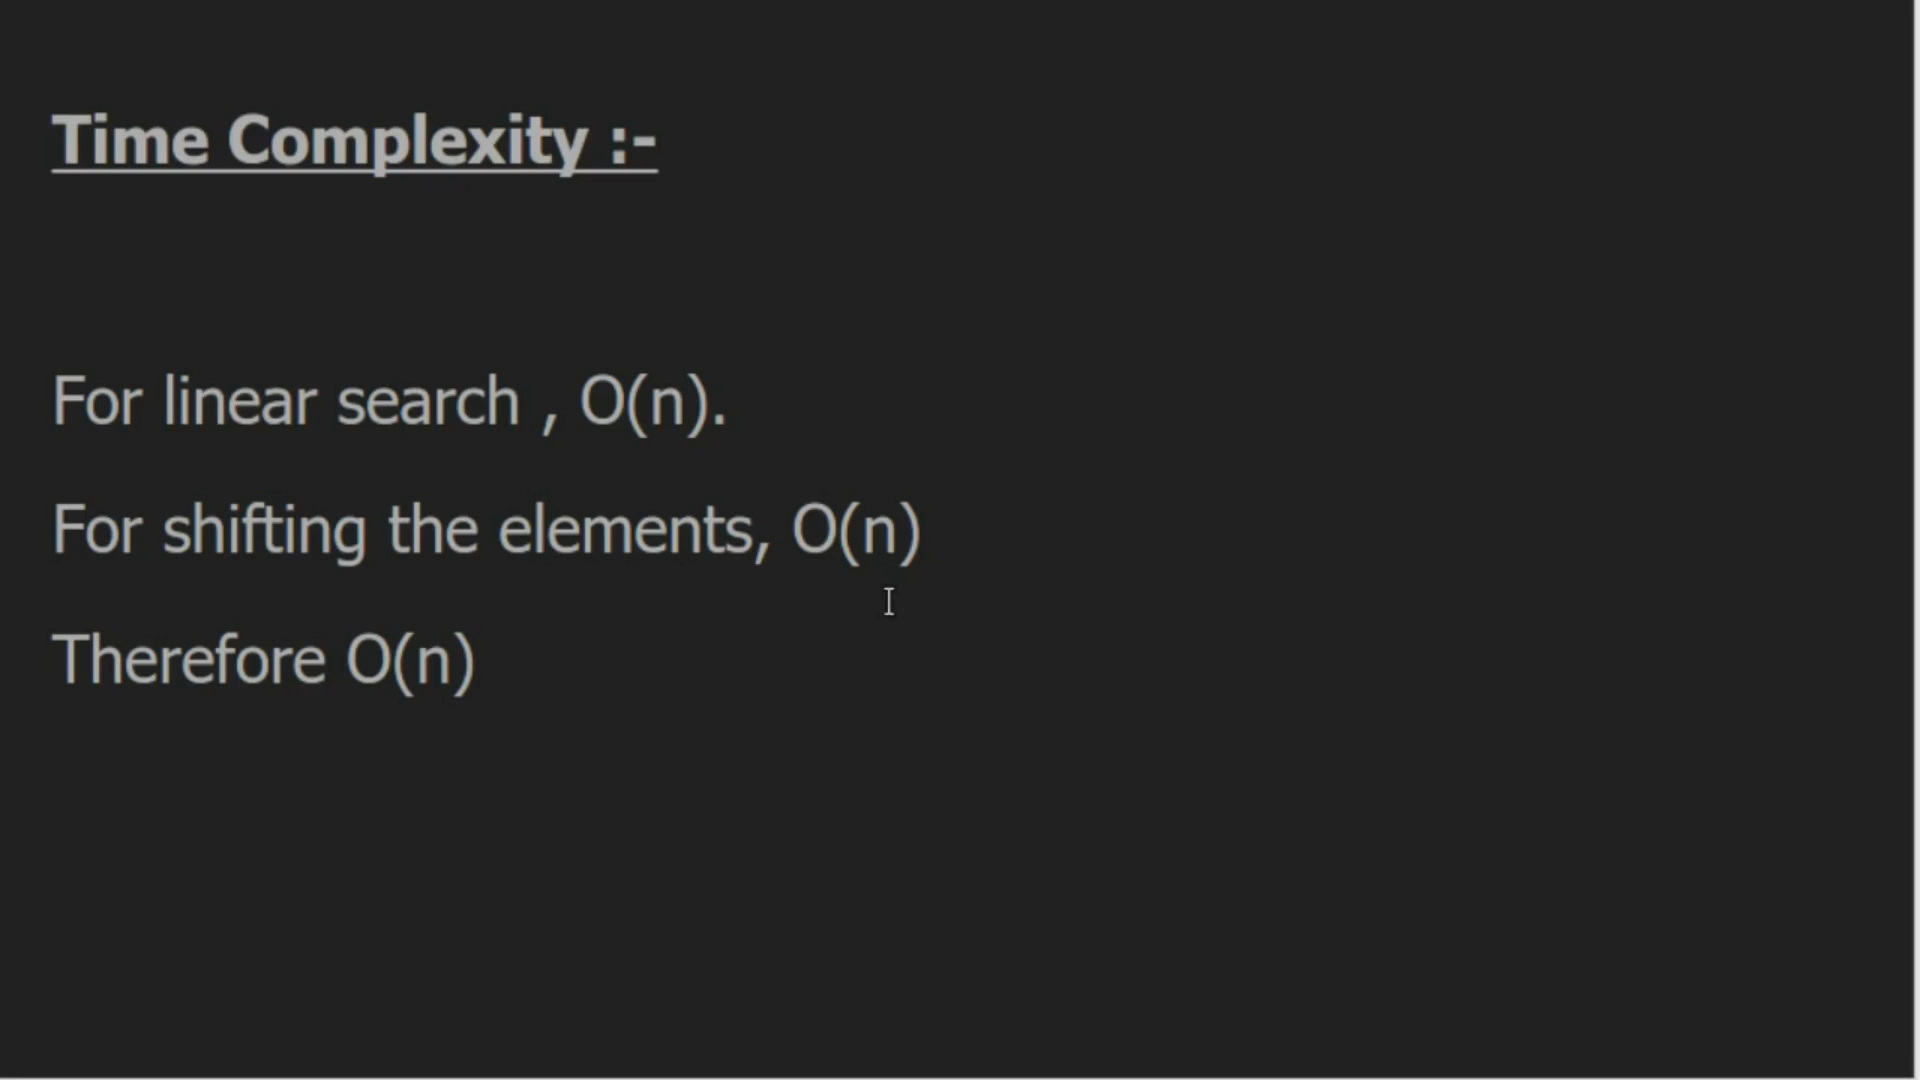 Time Complexity :-
For linear search , O(n).
For shifting the elements, O(n)
Therefore O(n)